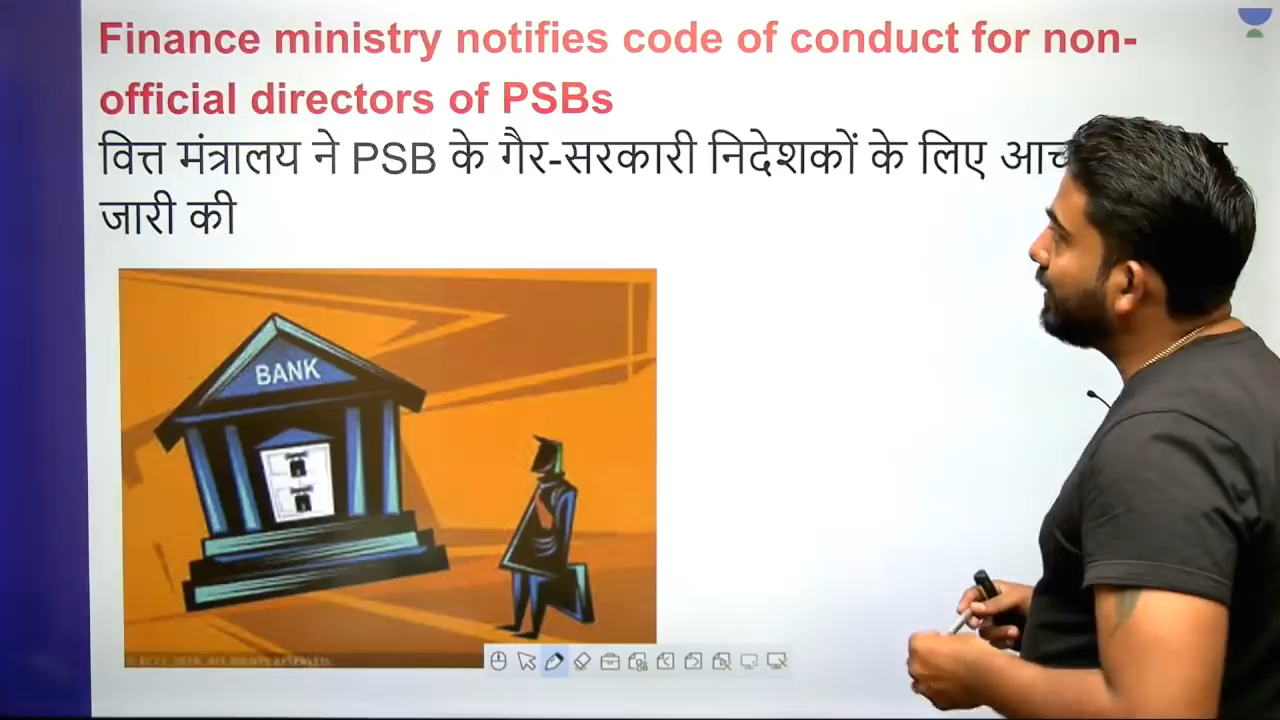 Finance ministry notifies code of conduct for non-
official directors of PSBs
वित्त मंत्रालय ने PSB के गैर-सरकारी निदेशकों के लिए
जारी की
BANK